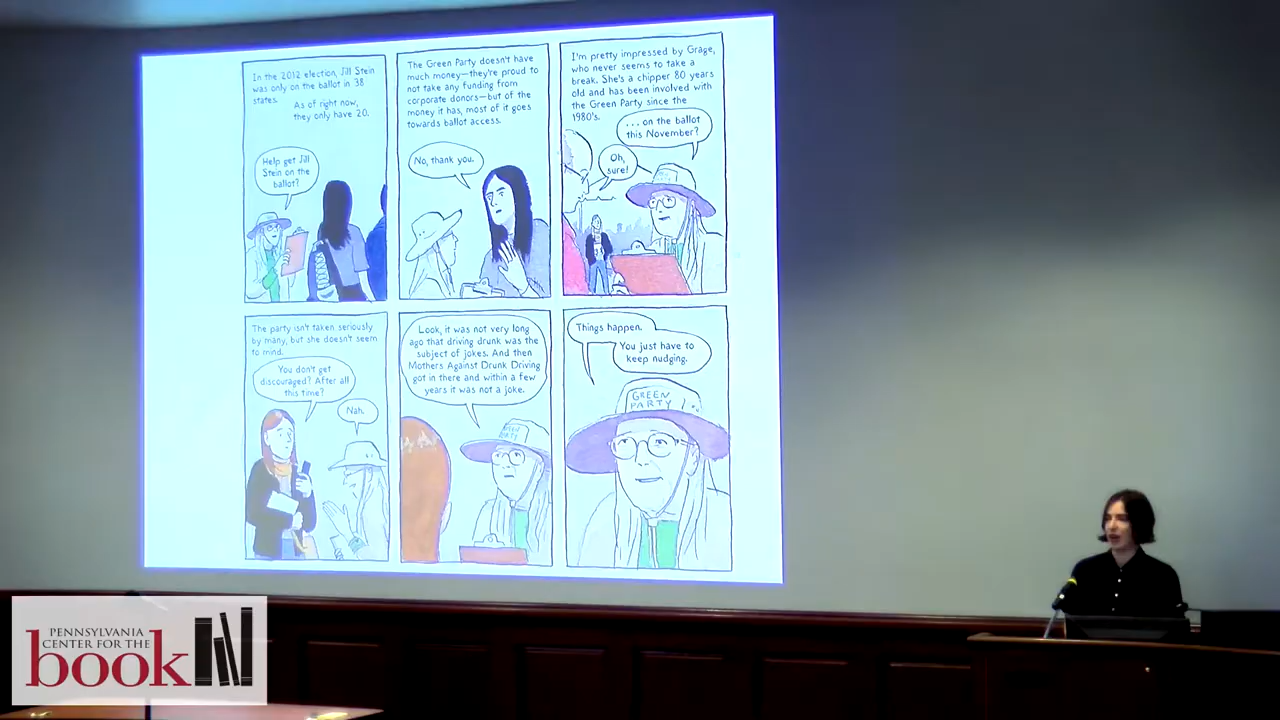 In the 2012 election, Jill Stein
was only on the ballot in 38
states.
As of right now,
they only have 20.
Help get Jill
Stein on the
ballot?
The Green Party doesn't have
much money—they're proud to
not take any funding from
corporate donors—but of the
money it has, most of it goes
towards ballot access.
No, thank you.
I'm pretty impressed by Grage,
who never seems to take a
break. She's a chipper 80 years
old and has been involved with
the Green Party since the
1980's.
. . . on the ballot
this November?
Oh,
sure!
The party isn't taken seriously
by many, but she doesn't seem
to mind.
You don't get
discouraged? After all
this time?
Nah.
Look, it was not very long
ago that driving drunk was the
subject of jokes. And then
Mothers Against Drunk Driving
got in there and within a few
years it was not a joke.
GREEN
PARTY
Things happen.
You just have to
keep nudging.
GREEN
PARTY
PENNSYLVANIA
CENTER FOR THE
book